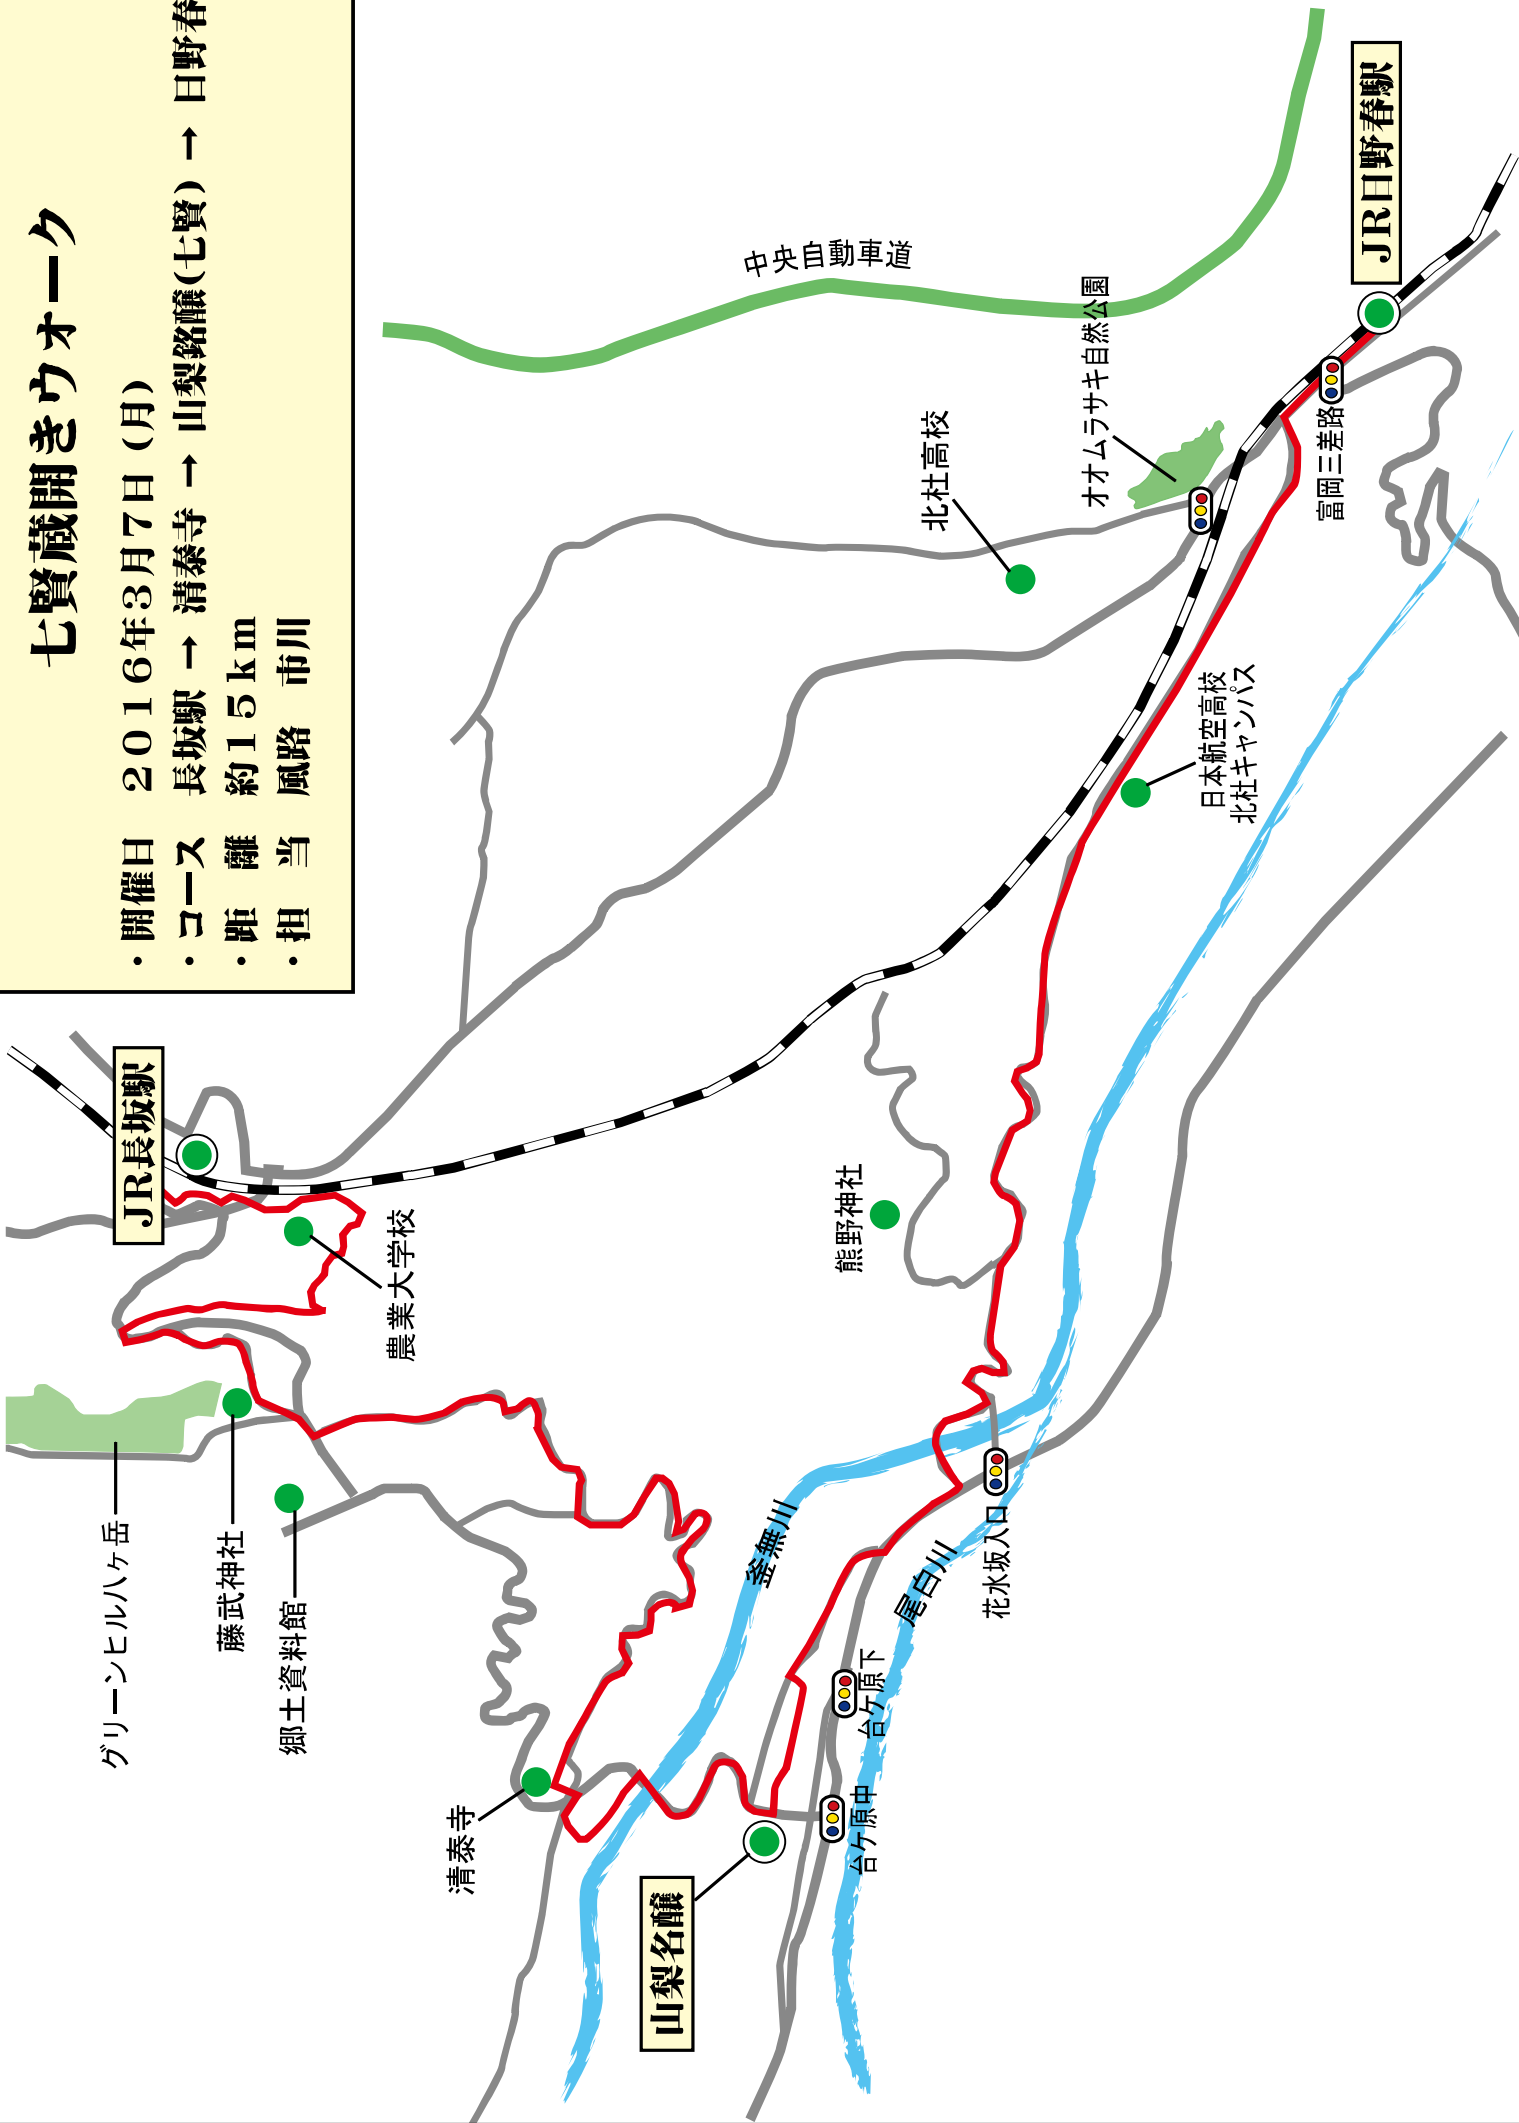 七賢蔵開きウォーク
・開催日　２０１６年３月７日（月）
・コース　長坂駅 → 清泰寺 → 山梨銘醸(七賢) → 日野春
・距　離　約１５ｋｍ
・担　当　風路　市川
JR長坂駅
農業大学校
グリーンヒル八ヶ岳
藤武神社
郷土資料館
清泰寺
山梨名醸
釜無川
尾白川
台ケ原中
台ケ原下
花水坂入口
熊野神社
日本航空高校
北杜キャンパス
北杜高校
オオムラサキ自然公園
中央自動車道
富岡三差路
JR日野春駅